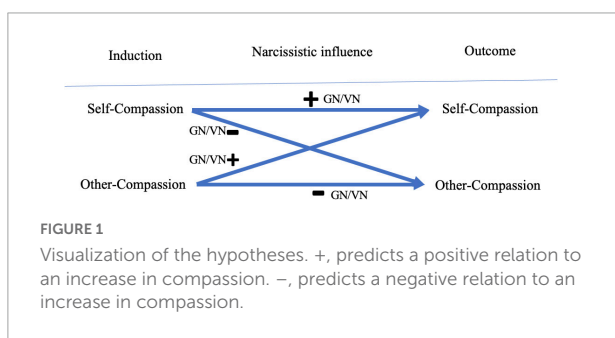 Induction Narcissistic influence Outcome
Self-Compassion + GN/VN Self-Compassion
GN/VN−
GN/VN+
Other-Compassion − GN/VN Other-Compassion
FIGURE 1
Visualization of the hypotheses. +, predicts a positive relation to
an increase in compassion. –, predicts a negative relation to an
increase in compassion.